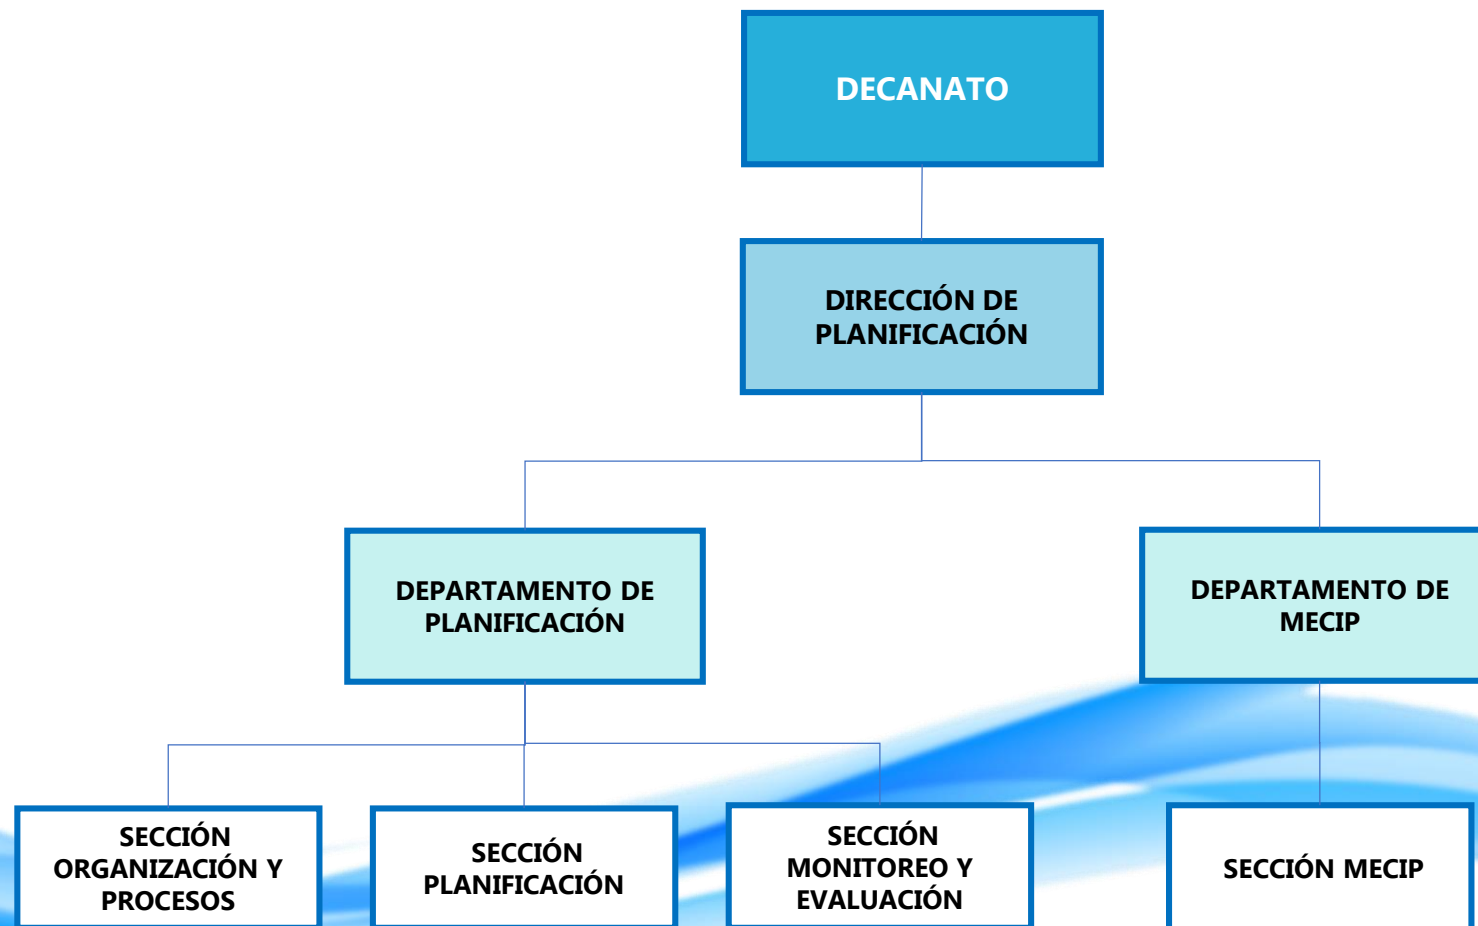 DECANATO
DIRECCIÓN DE
PLANIFICACIÓN
DEPARTAMENTO DE
PLANIFICACIÓN
DEPARTAMENTO DE
MECIP
SECCIÓN
ORGANIZACIÓN Y
PROCESOS
SECCIÓN
PLANIFICACIÓN
SECCIÓN
MONITOREO Y
EVALUACIÓN
SECCIÓN MECIP